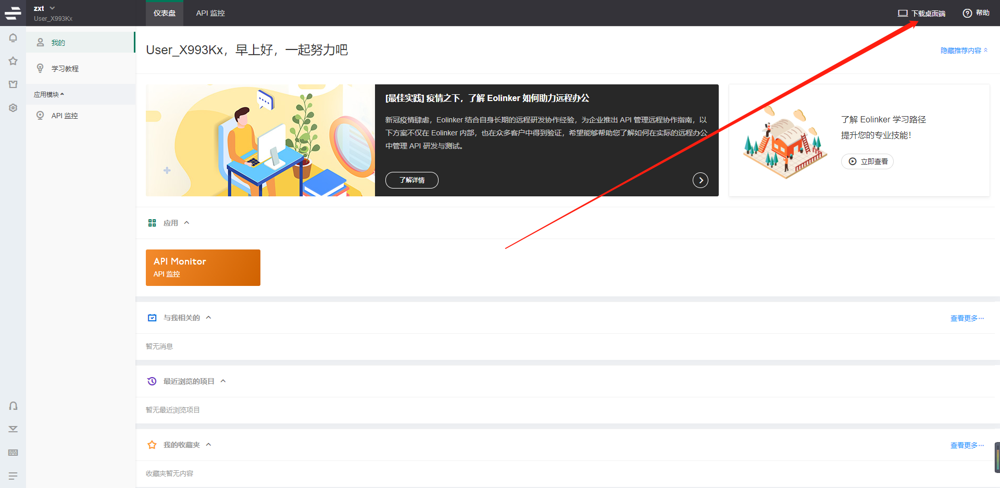 zxt
User_X993Kx
仪表盘
API 监控
下载桌面端
帮助
我的
学习教程
应用模块
API 监控
User_X993Kx，早上好，一起努力吧
隐藏推荐内容
[最佳实践] 疫情之下，了解 Eolinker 如何助力远程办公
新冠疫情肆虐，Eolinker 结合自身长期的远程研发协作经验，为企业推出 API 管理远程协作指南，以
下方案不仅在 Eolinker 内部，也在众多客户中得到验证，希望能够帮助您了解如何在实际的远程办公
中管理 API 研发与测试。
了解详情
了解 Eolinker 学习路径
提升您的专业技能！
立即查看
应用
API Monitor
API 监控
与我相关的
查看更多···
暂无消息
最近浏览的项目
暂无最近浏览项目
我的收藏夹
查看更多···
收藏夹暂无内容